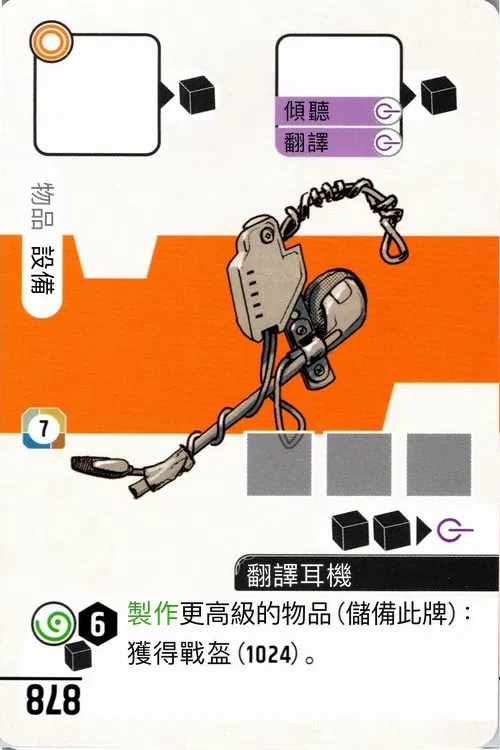 傾聽
翻譯
物品 設備
7
翻譯耳機
6 製作更高級的物品（儲備此牌）：
獲得戰盔（1024）。
878